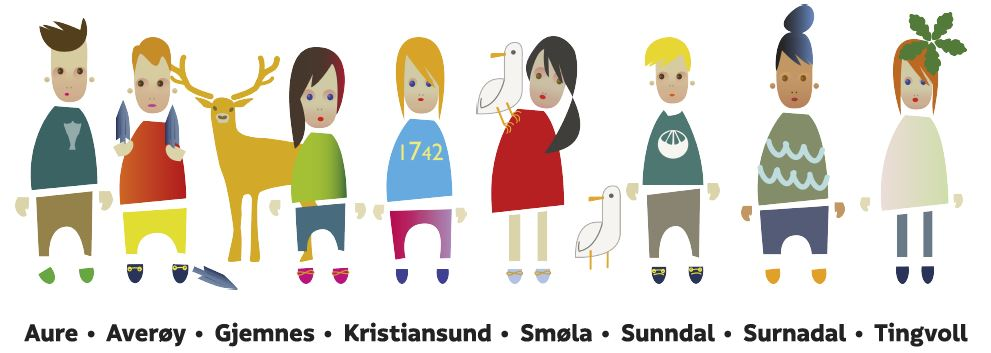 1742
Aure • Averøy • Gjemnes • Kristiansund • Smøla • Sunndal • Surnadal • Tingvoll